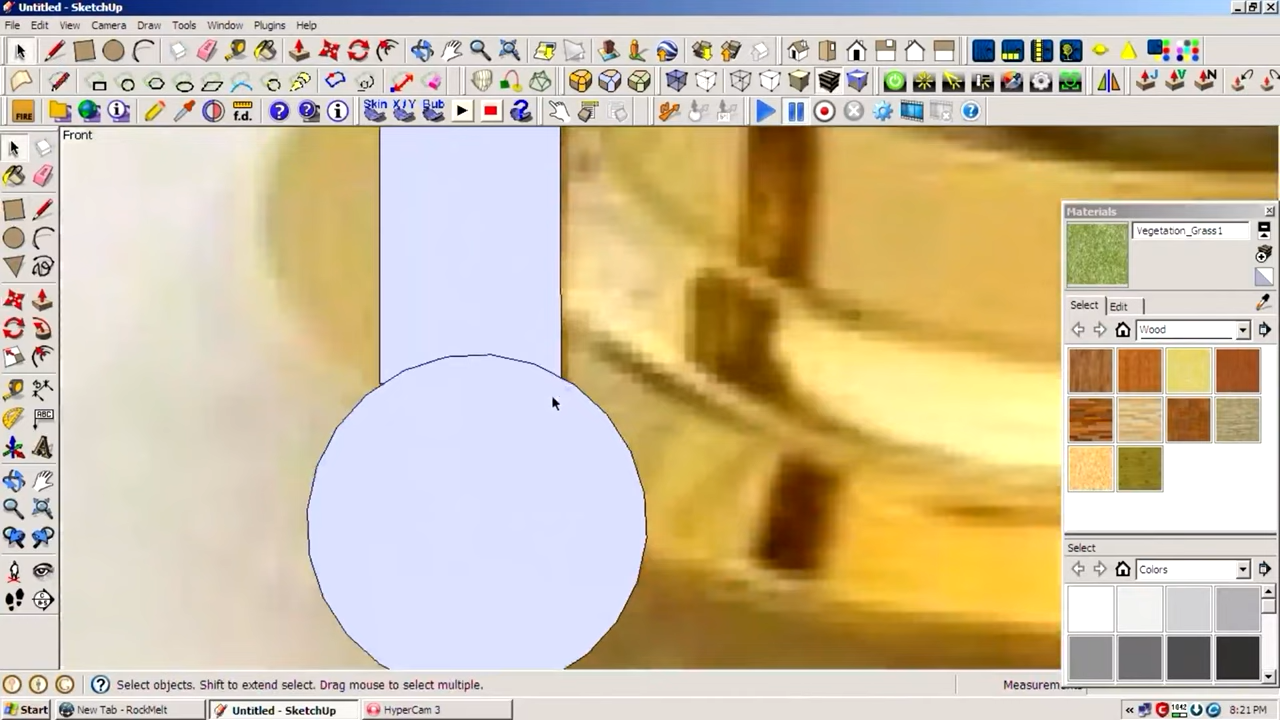 Untitled - SketchUp
File Edit View Camera Draw Tools Window Plugins Help
FIRE f.d. Skin X/Y Bub
Front
Materials
Vegetation_Grass1
Select Edit
Wood
ABC
Select
Colors
Select objects. Shift to extend select. Drag mouse to select multiple.
Start New Tab - RockMelt Untitled - SketchUp HyperCam 3 8:21 PM